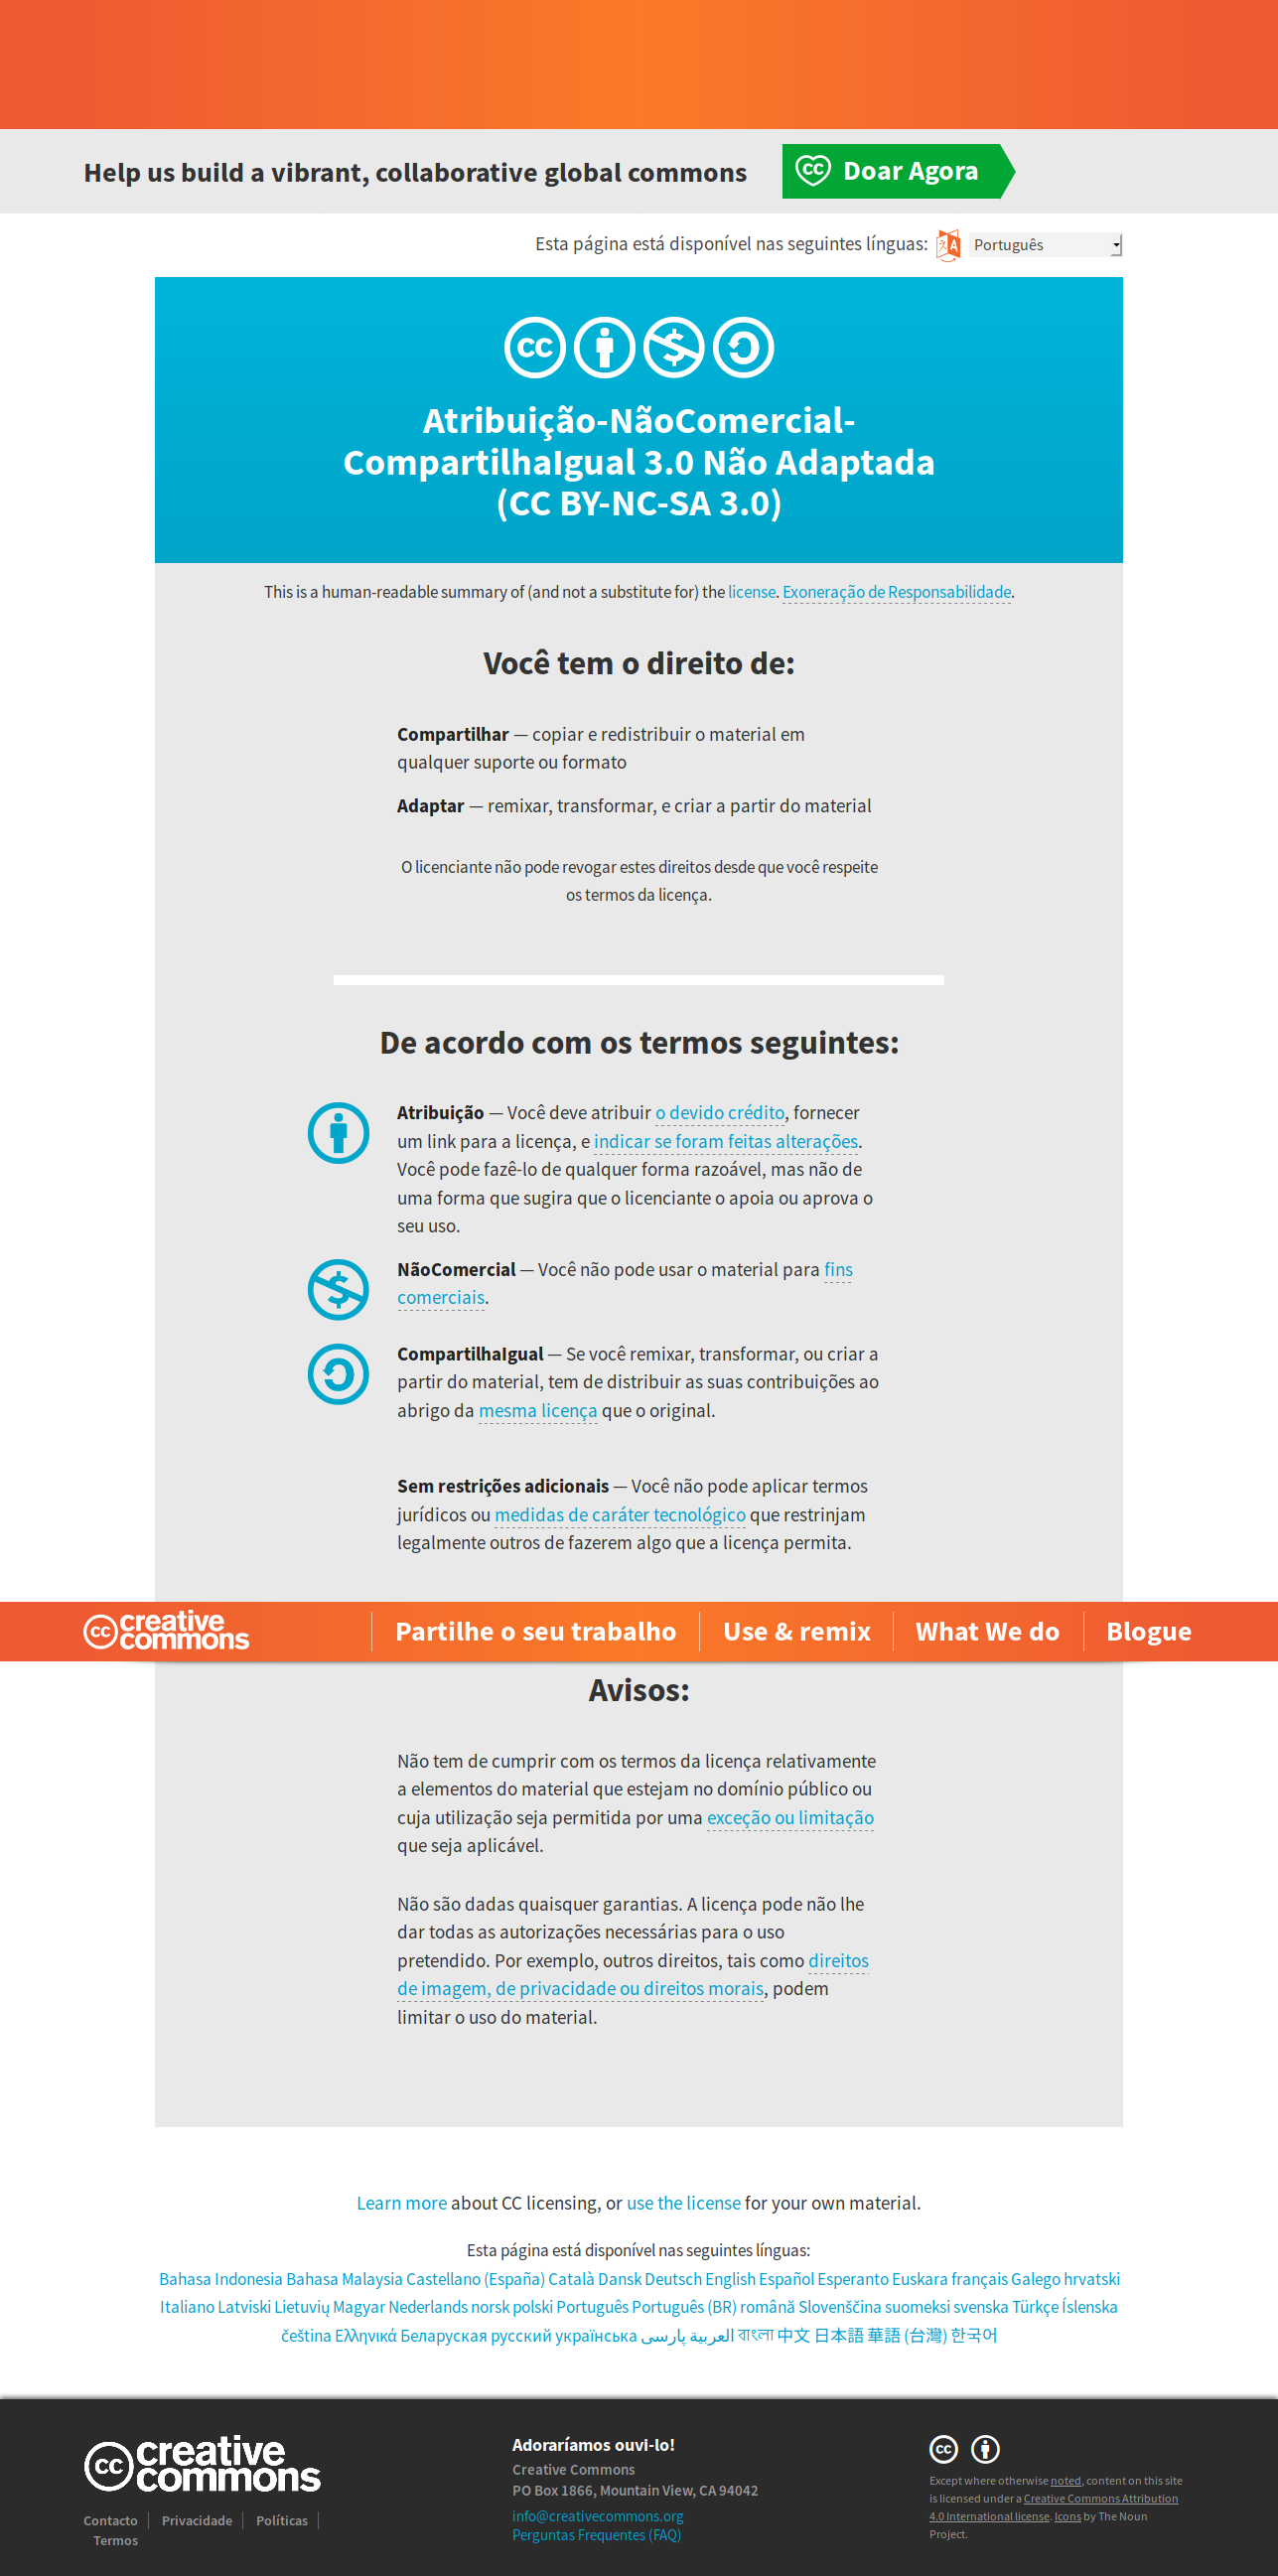 Help us build a vibrant, collaborative global commons
Doar Agora
Esta página está disponível nas seguintes línguas:
Português
Atribuição-NãoComercial-
CompartilhaIgual 3.0 Não Adaptada
(CC BY-NC-SA 3.0)
This is a human-readable summary of (and not a substitute for) the license. Exoneração de Responsabilidade.
Você tem o direito de:
Compartilhar — copiar e redistribuir o material em
qualquer suporte ou formato
Adaptar — remixar, transformar, e criar a partir do material
O licenciante não pode revogar estes direitos desde que você respeite
os termos da licença.
De acordo com os termos seguintes:
Atribuição — Você deve atribuir o devido crédito, fornecer
um link para a licença, e indicar se foram feitas alterações.
Você pode fazê-lo de qualquer forma razoável, mas não de
uma forma que sugira que o licenciante o apoia ou aprova o
seu uso.
NãoComercial — Você não pode usar o material para fins
comerciais.
CompartilhaIgual — Se você remixar, transformar, ou criar a
partir do material, tem de distribuir as suas contribuições ao
abrigo da mesma licença que o original.
Sem restrições adicionais — Você não pode aplicar termos
jurídicos ou medidas de caráter tecnológico que restrinjam
legalmente outros de fazerem algo que a licença permita.
cc creative
commons
Partilhe o seu trabalho
Use & remix
What We do
Blogue
Avisos:
Não tem de cumprir com os termos da licença relativamente
a elementos do material que estejam no domínio público ou
cuja utilização seja permitida por uma exceção ou limitação
que seja aplicável.
Não são dadas quaisquer garantias. A licença pode não lhe
dar todas as autorizações necessárias para o uso
pretendido. Por exemplo, outros direitos, tais como direitos
de imagem, de privacidade ou direitos morais, podem
limitar o uso do material.
Learn more about CC licensing, or use the license for your own material.
Esta página está disponível nas seguintes línguas:
Bahasa Indonesia Bahasa Malaysia Castellano (España) Català Dansk Deutsch English Español Esperanto Euskara français Galego hrvatski
Italiano Latviski Lietuvių Magyar Nederlands norsk polski Português Português (BR) română Slovenščina suomeksi svenska Türkçe Íslenska
čeština Ελληνικά Беларуская русский українська العربية پارسی বাংলা 中文 日本語 華語 (台灣) 한국어
cc creative
commons
Contacto
Privacidade
Políticas
Termos
Adoraríamos ouvi-lo!
Creative Commons
PO Box 1866, Mountain View, CA 94042
info@creativecommons.org
Perguntas Frequentes (FAQ)
Except where otherwise noted, content on this site
is licensed under a Creative Commons Attribution
4.0 International license. Icons by The Noun
Project.